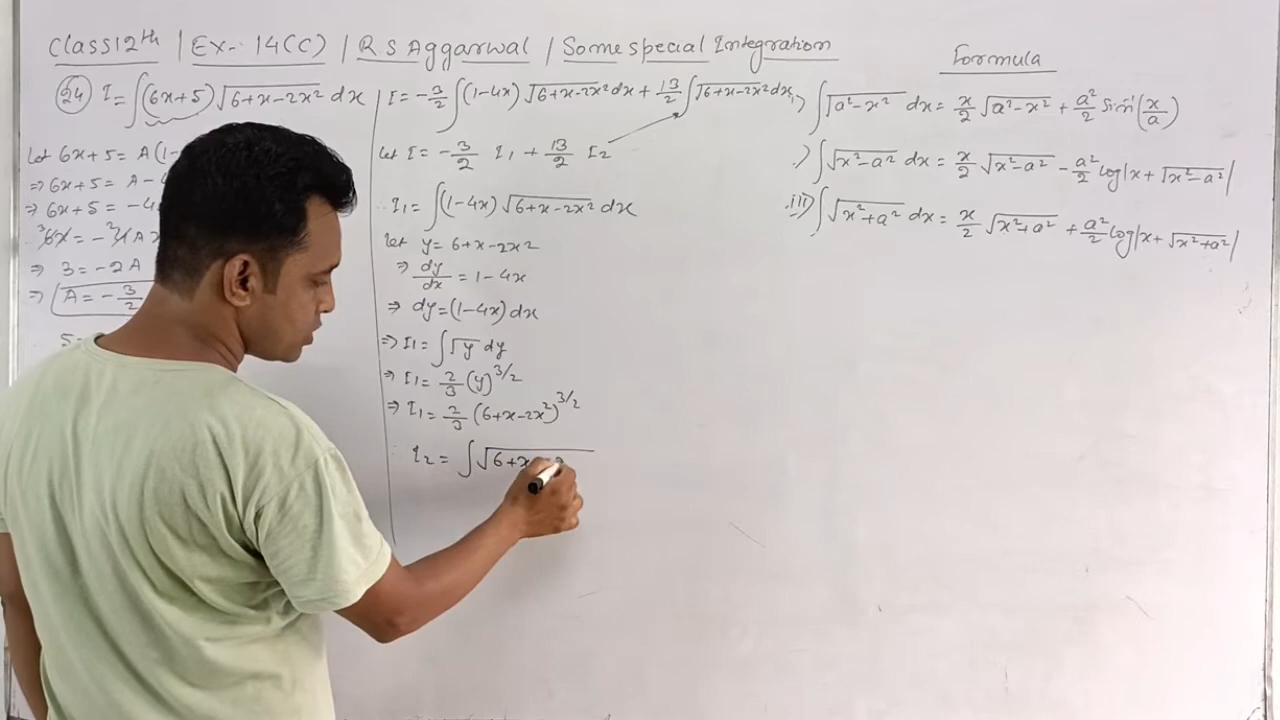 Class 12th | Ex-. 14(C) | R S Aggarwal | Some special Integration
24 I = ∫(6x+5)√(6+x-2x²) dx
Let 6x+5 = A(1-
⇒ 6x+5 = A-4
⇒ 6x+5 = -4
⇒ 3 = -2A
⇒ A = -3/2
5-
I = -3/2 ∫(1-4x) √(6+x-2x²) dx + 13/2 ∫√(6+x-2x²) dx
Let I = -3/2 I₁ + 13/2 I₂
∴ I₁ = ∫(1-4x) √(6+x-2x²) dx
let y = 6+x-2x²
⇒ dy/dx = 1-4x
⇒ dy = (1-4x) dx
⇒ I₁ = ∫√y dy
⇒ I₁ = 2/3 (y)^3/2
⇒ I₁ = 2/3 (6+x-2x²)^3/2
∴ I₂ = ∫√6+x
Formula
i) ∫√(a²-x²) dx = x/2 √(a²-x²) + a²/2 Sin⁻¹(x/a)
.) ∫√(x²-a²) dx = x/2 √(x²-a²) - a²/2 log|x + √(x²-a²)|
iii) ∫√(x²+a²) dx = x/2 √(x²+a²) + a²/2 log|x + √(x²+a²)|